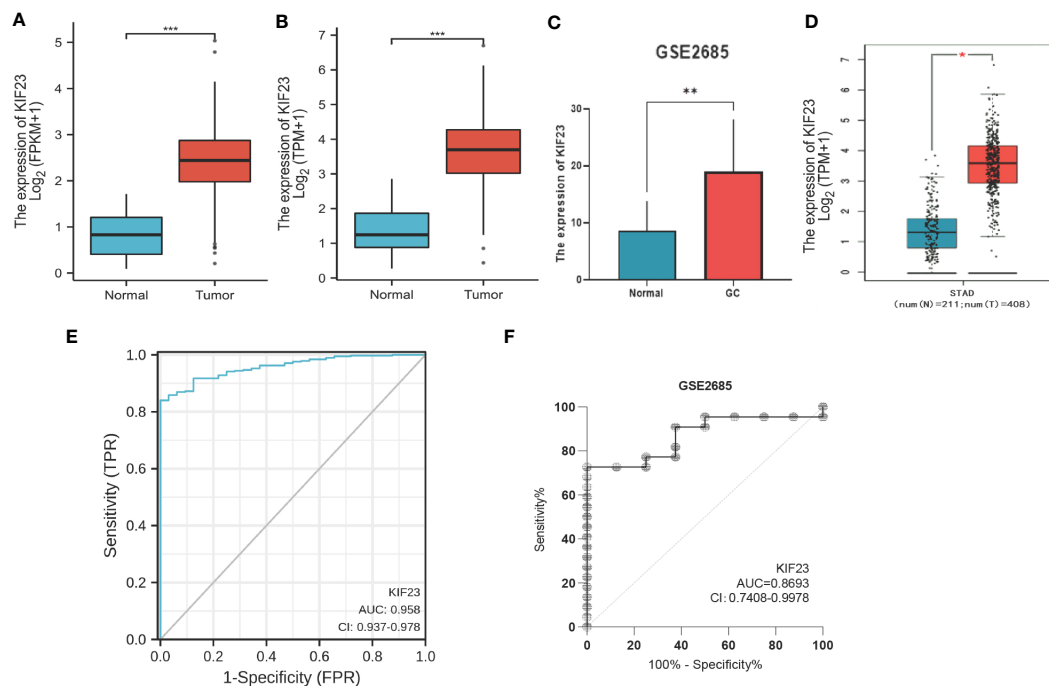 A
The expression of KIF23
Log2 (FPKM+1)
5
4
3
2
1
0
***
Normal
Tumor
B
The expression of KIF23
Log2 (TPM+1)
7
6
5
4
3
2
1
0
***
Normal
Tumor
C
GSE2685
The expression of KIF23
30
20
10
0
**
Normal
GC
D
The expression of KIF23
Log2 (TPM+1)
7
6
5
4
3
2
1
0
*
STAD
(num(N)=211;num(T)=408)
E
Sensitivity (TPR)
1.0
0.8
0.6
0.4
0.2
0.0
KIF23
AUC: 0.958
CI: 0.937-0.978
0.0
0.2
0.4
0.6
0.8
1.0
1-Specificity (FPR)
F
GSE2685
Sensitivity%
100
80
60
40
20
0
KIF23
AUC=0.8693
CI: 0.7408-0.9978
0
20
40
60
80
100
100% - Specificity%